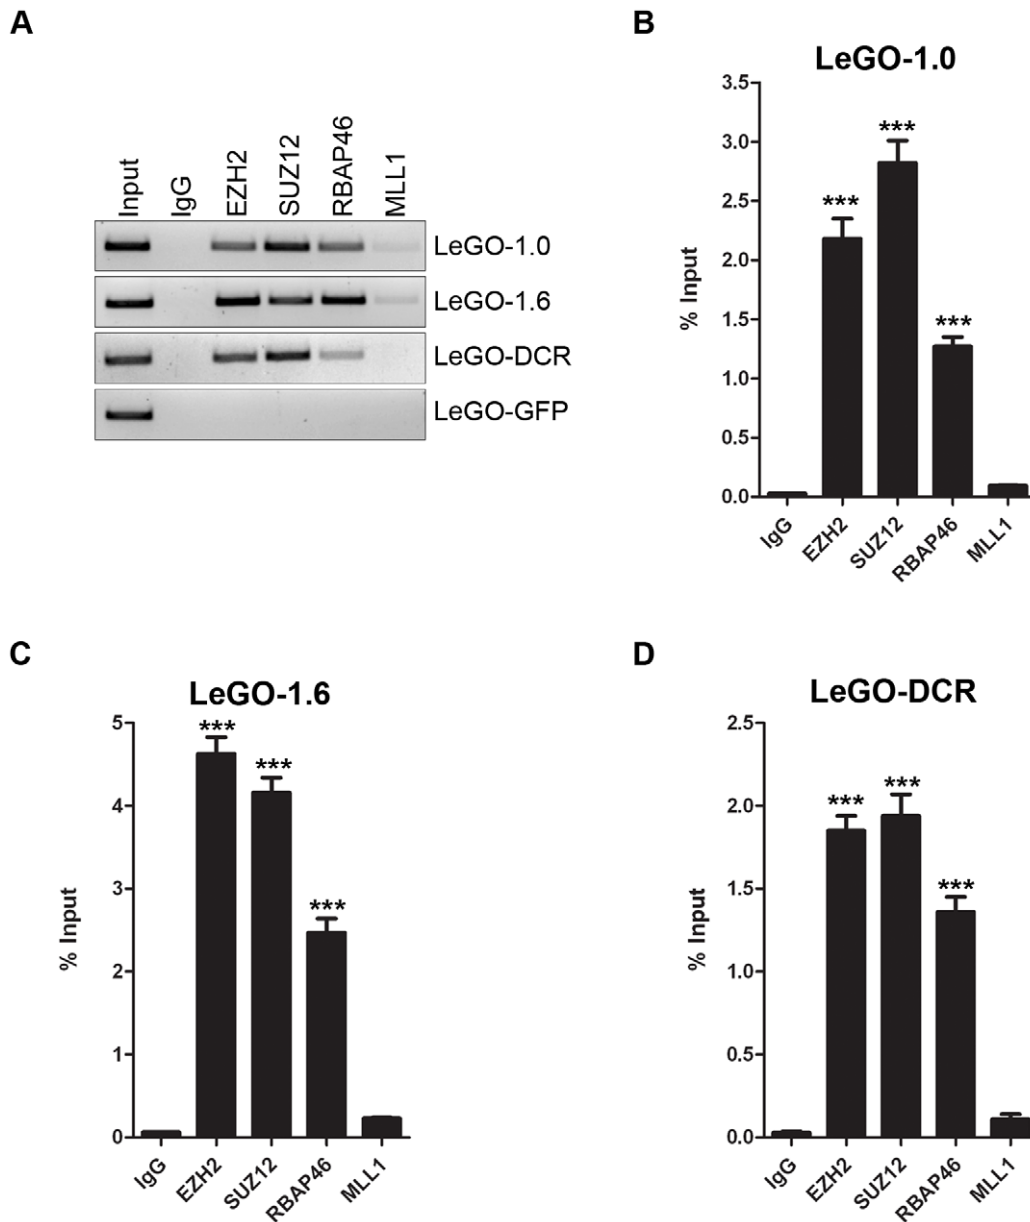 A
Input
IgG
EZH2
SUZ12
RBAP46
MLL1
LeGO-1.0
LeGO-1.6
LeGO-DCR
LeGO-GFP
B
LeGO-1.0
% Input
3.5
3.0
2.5
2.0
1.5
1.0
0.5
0.0
***
***
***
IgG
EZH2
SUZ12
RBAP46
MLL1
C
LeGO-1.6
% Input
5
4
3
2
1
0
***
***
***
IgG
EZH2
SUZ12
RBAP46
MLL1
D
LeGO-DCR
% Input
2.5
2.0
1.5
1.0
0.5
0.0
***
***
***
IgG
EZH2
SUZ12
RBAP46
MLL1